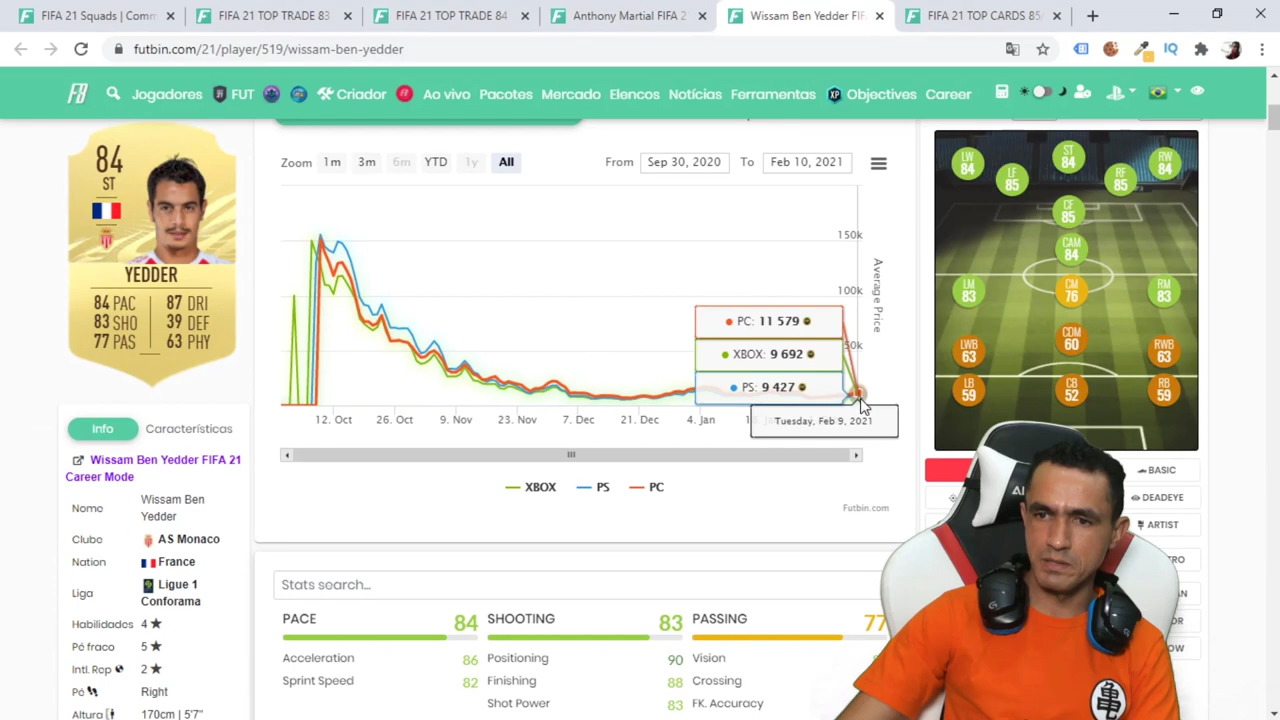 FIFA 21 Squads | Comm
FIFA 21 TOP TRADE 83
FIFA 21 TOP TRADE 84
Anthony Martial FIFA 2
Wissam Ben Yedder FIF
FIFA 21 TOP CARDS 85
futbin.com/21/player/519/wissam-ben-yedder
IQ
F8
Jogadores
FUT
Criador
Ao vivo
Pacotes
Mercado
Elencos
Notícias
Ferramentas
XP
Objectives
Career
84
ST
YEDDER
84 PAC
87 DRI
83 SHO
39 DEF
77 PAS
63 PHY
Zoom
1m
3m
6m
YTD
1y
All
From
Sep 30, 2020
To
Feb 10, 2021
150k
100k
50k
Average Price
PC: 11 579
XBOX: 9 692
PS: 9 427
Tuesday, Feb 9, 2021
12. Oct
26. Oct
9. Nov
23. Nov
7. Dec
21. Dec
4. Jan
XBOX
PS
PC
Futbin.com
LW
84
LF
85
ST
84
RF
85
RW
84
CF
85
CAM
84
LM
83
CM
76
RM
83
LWB
63
CDM
60
RWB
63
LB
59
CB
52
RB
59
BASIC
DEADEYE
ARTIST
Info
Características
Wissam Ben Yedder FIFA 21
Career Mode
Nome
Wissam Ben
Yedder
Clube
AS Monaco
Nation
France
Liga
Ligue 1
Conforama
Habilidades
4
Pé fraco
5
Intl. Rep
2
Pé
Right
Altura
170cm | 5'7"
Stats search...
PACE
84
SHOOTING
83
PASSING
77
Acceleration
86
Positioning
90
Vision
Sprint Speed
82
Finishing
88
Crossing
Shot Power
83
FK. Accuracy